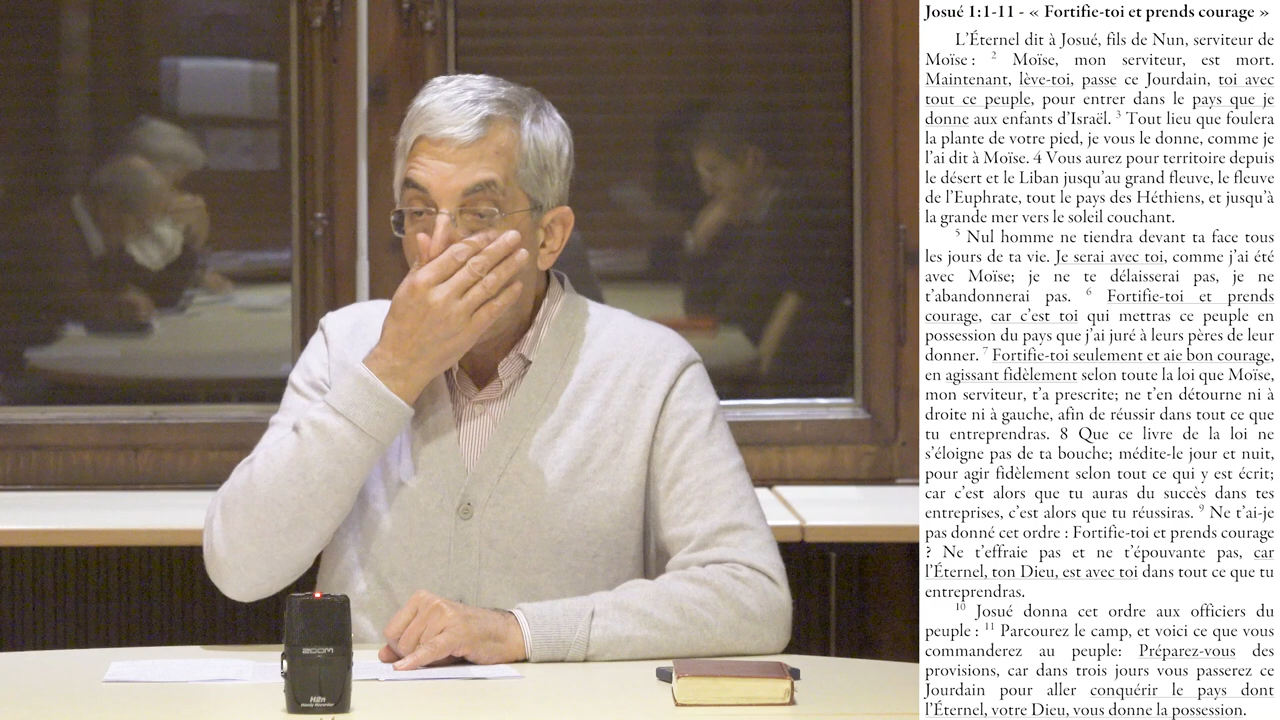 Josué 1:1-11 - « Fortifie-toi et prends courage »
L’Éternel dit à Josué, fils de Nun, serviteur de
Moïse : 2 Moïse, mon serviteur, est mort.
Maintenant, lève-toi, passe ce Jourdain, toi avec
tout ce peuple, pour entrer dans le pays que je
donne aux enfants d’Israël. 3 Tout lieu que foulera
la plante de votre pied, je vous le donne, comme je
l’ai dit à Moïse. 4 Vous aurez pour territoire depuis
le désert et le Liban jusqu’au grand fleuve, le fleuve
de l’Euphrate, tout le pays des Héthiens, et jusqu’à
la grande mer vers le soleil couchant.
5 Nul homme ne tiendra devant ta face tous
les jours de ta vie. Je serai avec toi, comme j’ai été
avec Moïse; je ne te délaisserai pas, je ne
t’abandonnerai pas. 6 Fortifie-toi et prends
courage, car c’est toi qui mettras ce peuple en
possession du pays que j’ai juré à leurs pères de leur
donner. 7 Fortifie-toi seulement et aie bon courage,
en agissant fidèlement selon toute la loi que Moïse,
mon serviteur, t’a prescrite; ne t’en détourne ni à
droite ni à gauche, afin de réussir dans tout ce que
tu entreprendras. 8 Que ce livre de la loi ne
s’éloigne pas de ta bouche; médite-le jour et nuit,
pour agir fidèlement selon tout ce qui y est écrit;
car c’est alors que tu auras du succès dans tes
entreprises, c’est alors que tu réussiras. 9 Ne t’ai-je
pas donné cet ordre : Fortifie-toi et prends courage
? Ne t’effraie pas et ne t’épouvante pas, car
l’Éternel, ton Dieu, est avec toi dans tout ce que tu
entreprendras.
10 Josué donna cet ordre aux officiers du
peuple : 11 Parcourez le camp, et voici ce que vous
commanderez au peuple: Préparez-vous des
provisions, car dans trois jours vous passerez ce
Jourdain pour aller conquérir le pays dont
l’Éternel, votre Dieu, vous donne la possession.
ZOOM
H2n
Handy Recorder